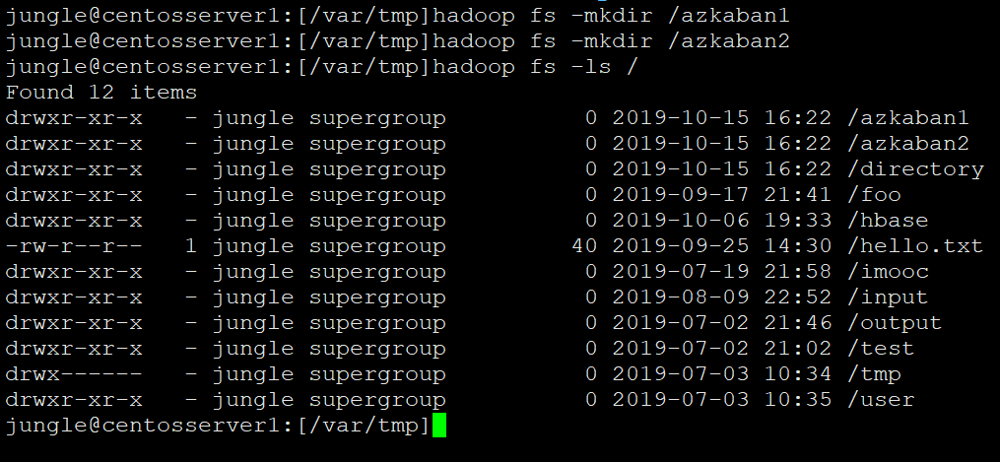 jungle@centosserver1:[/var/tmp]hadoop fs -mkdir /azkaban1
jungle@centosserver1:[/var/tmp]hadoop fs -mkdir /azkaban2
jungle@centosserver1:[/var/tmp]hadoop fs -ls /
Found 12 items
drwxr-xr-x   - jungle supergroup          0 2019-10-15 16:22 /azkaban1
drwxr-xr-x   - jungle supergroup          0 2019-10-15 16:22 /azkaban2
drwxr-xr-x   - jungle supergroup          0 2019-10-15 16:22 /directory
drwxr-xr-x   - jungle supergroup          0 2019-09-17 21:41 /foo
drwxr-xr-x   - jungle supergroup          0 2019-10-06 19:33 /hbase
-rw-r--r--   1 jungle supergroup         40 2019-09-25 14:30 /hello.txt
drwxr-xr-x   - jungle supergroup          0 2019-07-19 21:58 /imooc
drwxr-xr-x   - jungle supergroup          0 2019-08-09 22:52 /input
drwxr-xr-x   - jungle supergroup          0 2019-07-02 21:46 /output
drwxr-xr-x   - jungle supergroup          0 2019-07-02 21:02 /test
drwx------   - jungle supergroup          0 2019-07-03 10:34 /tmp
drwxr-xr-x   - jungle supergroup          0 2019-07-03 10:35 /user
jungle@centosserver1:[/var/tmp]